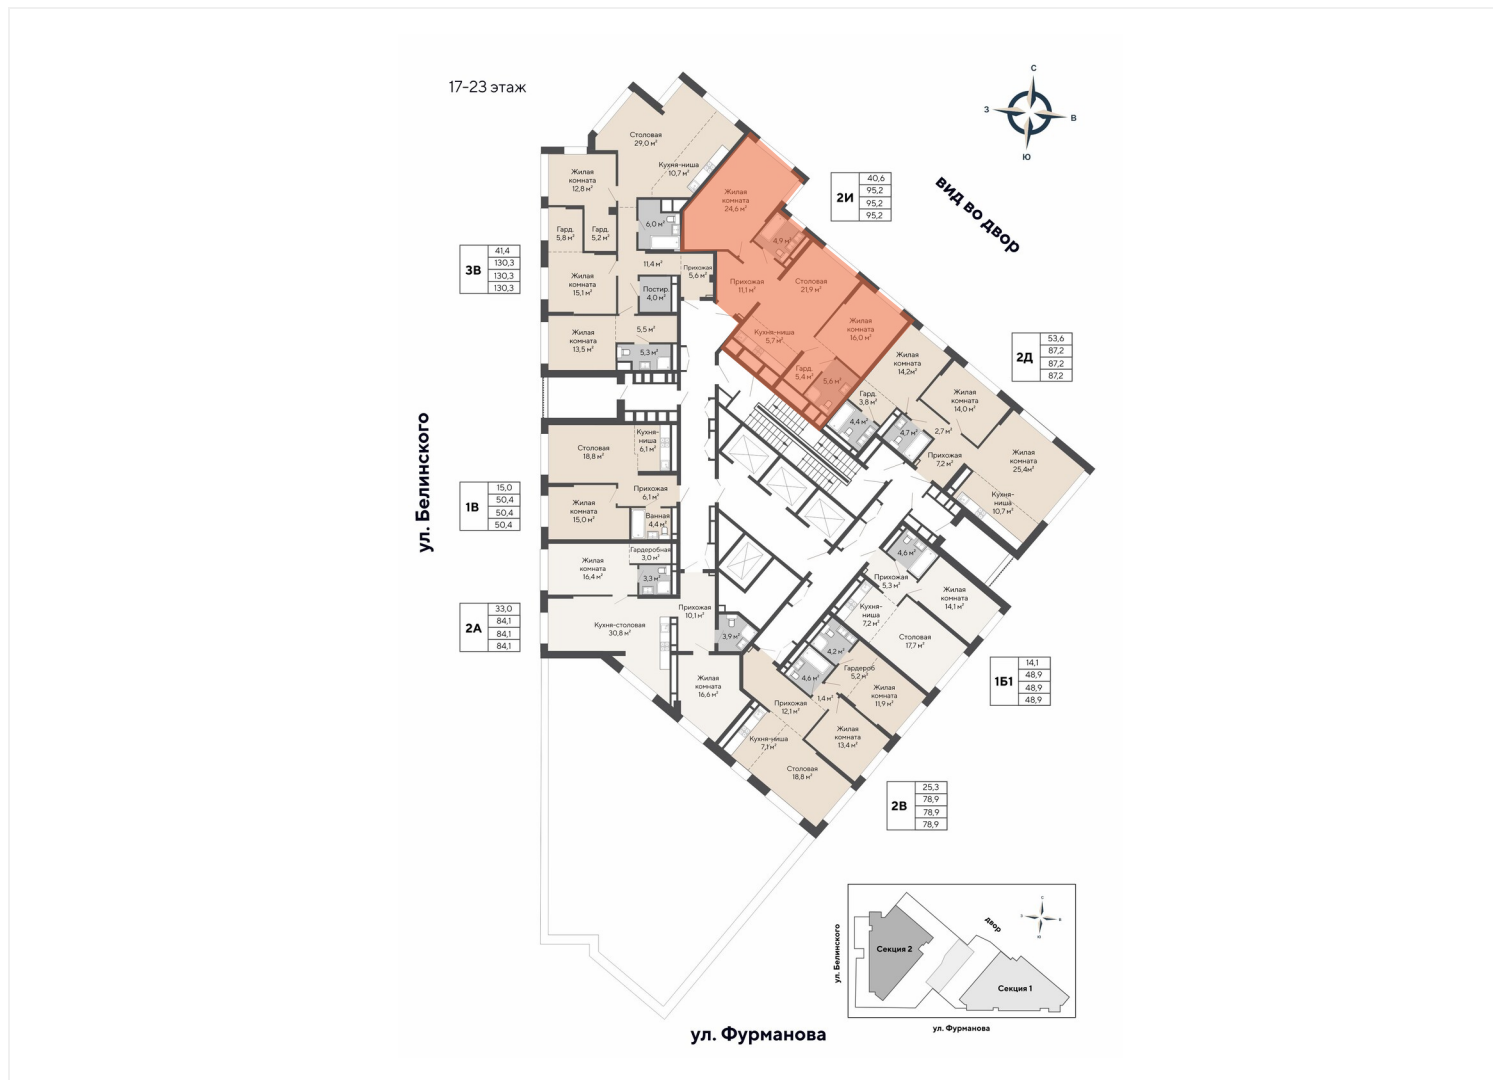 17-23 этаж
С
З
В
Ю
вид во двор
ул. Белинского
ул. Фурманова
Столовая
29,0 м²
Кухня-ниша
10,7 м²
Жилая
комната
12,8 м²
Гард.
5,8 м²
Гард.
5,2 м²
6,0 м²
11,4 м²
Прихожая
5,6 м²
Жилая
комната
15,1 м²
Постир.
4,0 м²
Жилая
комната
13,5 м²
5,5 м²
5,3 м²
3В
41,4
130,3
130,3
130,3
Жилая
комната
24,6 м²
4,9 м²
Прихожая
11,1 м²
Столовая
21,9 м²
Кухня-ниша
5,7 м²
Жилая
комната
16,0 м²
Гард.
5,4 м²
5,6 м²
2И
40,6
95,2
95,2
95,2
Жилая
комната
14,2м²
Гард.
3,8 м²
4,4 м²
Жилая
комната
14,0 м²
4,7 м²
2,7 м²
Прихожая
7,2 м²
Жилая
комната
25,4м²
Кухня-
ниша
10,7 м²
2Д
53,6
87,2
87,2
87,2
Столовая
18,8 м²
Кухня-
ниша
6,1 м²
Прихожая
6,1 м²
Жилая
комната
15,0 м²
Ванная
4,4 м²
1В
15,0
50,4
50,4
50,4
Жилая
комната
16,4 м²
Гардеробная
3,0 м²
3,3 м²
Кухня-столовая
30,8 м²
Прихожая
10,1 м²
3,9 м²
Жилая
комната
16,6 м²
2А
33,0
84,1
84,1
84,1
4,6 м²
Прихожая
5,3 м²
Жилая
комната
14,1 м²
Кухня-
ниша
7,2 м²
Столовая
17,7 м²
1Б1
14,1
48,9
48,9
48,9
4,2 м²
4,6 м²
Гардероб
5,2 м²
1,4 м²
Жилая
комната
11,9 м²
Прихожая
12,1 м²
Жилая
комната
13,4 м²
Кухня-ниша
7,1 м²
Столовая
18,8 м²
2В
25,3
78,9
78,9
78,9
ул. Белинского
Секция 2
двор
Секция 1
ул. Фурманова